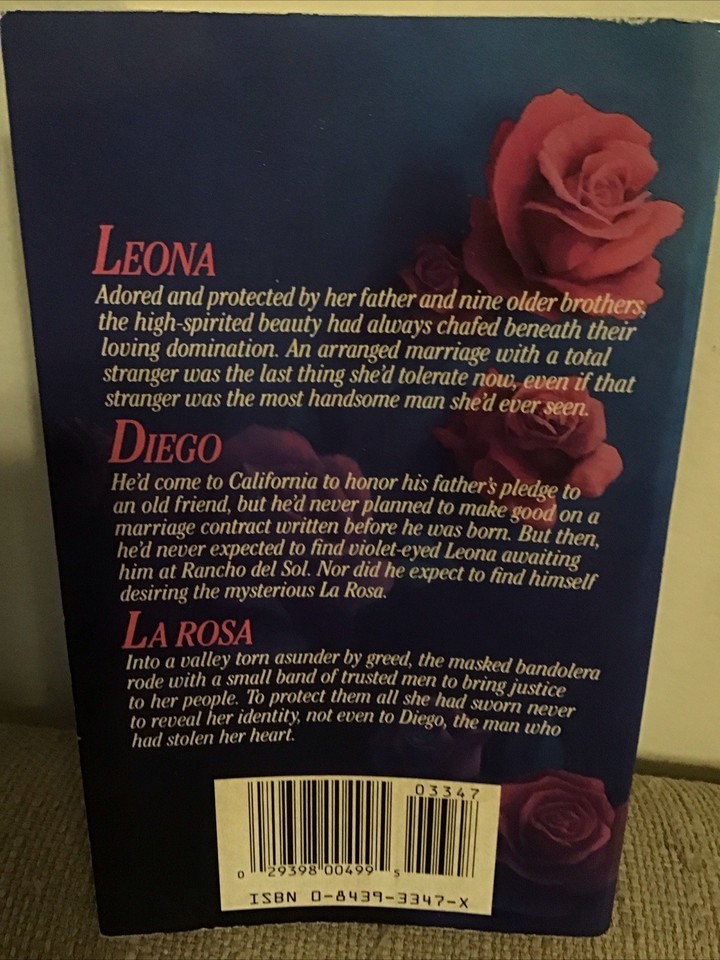 LEONA
Adored and protected by her father and nine older brothers,
the high-spirited beauty had always chafed beneath their
loving domination. An arranged marriage with a total
stranger was the last thing she'd tolerate now, even if that
stranger was the most handsome man she'd ever seen.
DIEGO
He'd come to California to honor his father's pledge to
an old friend, but he'd never planned to make good on a
marriage contract written before he was born. But then,
he'd never expected to find violet-eyed Leona awaiting
him at Rancho del Sol. Nor did he expect to find himself
desiring the mysterious La Rosa.
LA ROSA
Into a valley torn asunder by greed, the masked bandolera
rode with a small band of trusted men to bring justice
to her people. To protect them all she had sworn never
to reveal her identity, not even to Diego, the man who
had stolen her heart.
03347
0 29398 00499 5
ISBN 0-8439-3347-X